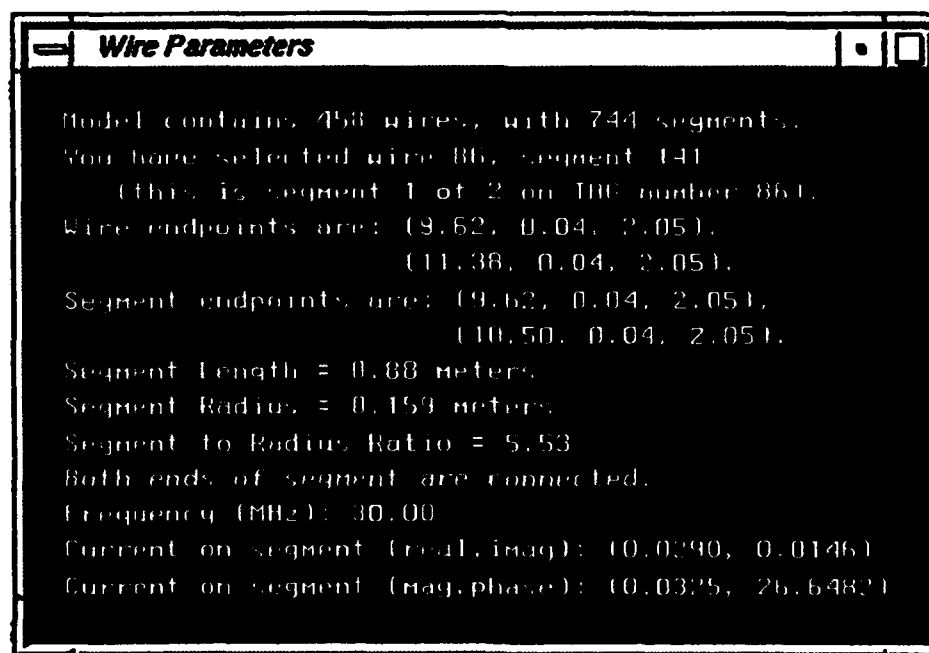 Wire Parameters
Model contains 458 wires, with 744 segments.
You have selected wire 86, segment 141
(this is segment 1 of 2 on TAG number 86).
Wire endpoints are: (9.62, 0.04, 2.05),
(11.38, 0.04, 2.05).
Segment endpoints are: (9.62, 0.04, 2.05),
(10.50, 0.04, 2.05).
Segment Length = 0.88 meters
Segment Radius = 0.159 meters
Segment to Radius Ratio = 5.53
Both ends of segment are connected.
Frequency (MHz): 30.00
Current on segment (real,imag): (0.0290, 0.0146)
Current on segment (mag,phase): (0.0325, 26.6482)